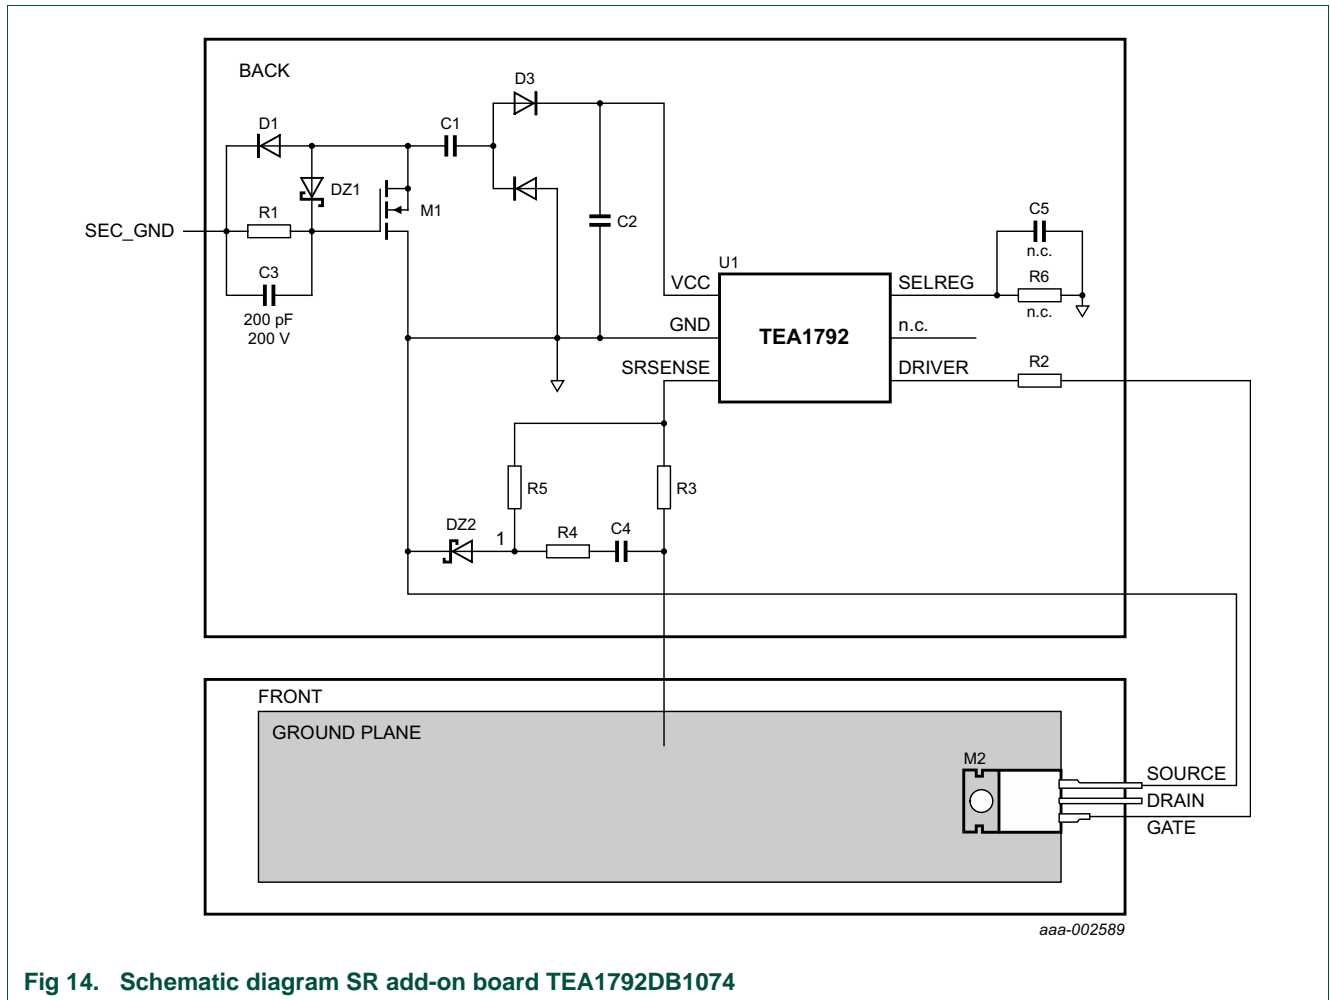 BACK
D3
D1
C1
DZ1
M1
R1
SEC_GND
C3
200 pF
200 V
C2
U1
VCC
GND
SRSENSE
TEA1792
SELREG
n.c.
DRIVER
C5
n.c.
R6
n.c.
R2
R5
R3
DZ2
1
R4
C4
FRONT
GROUND PLANE
M2
SOURCE
DRAIN
GATE
aaa-002589
Fig 14. Schematic diagram SR add-on board TEA1792DB1074